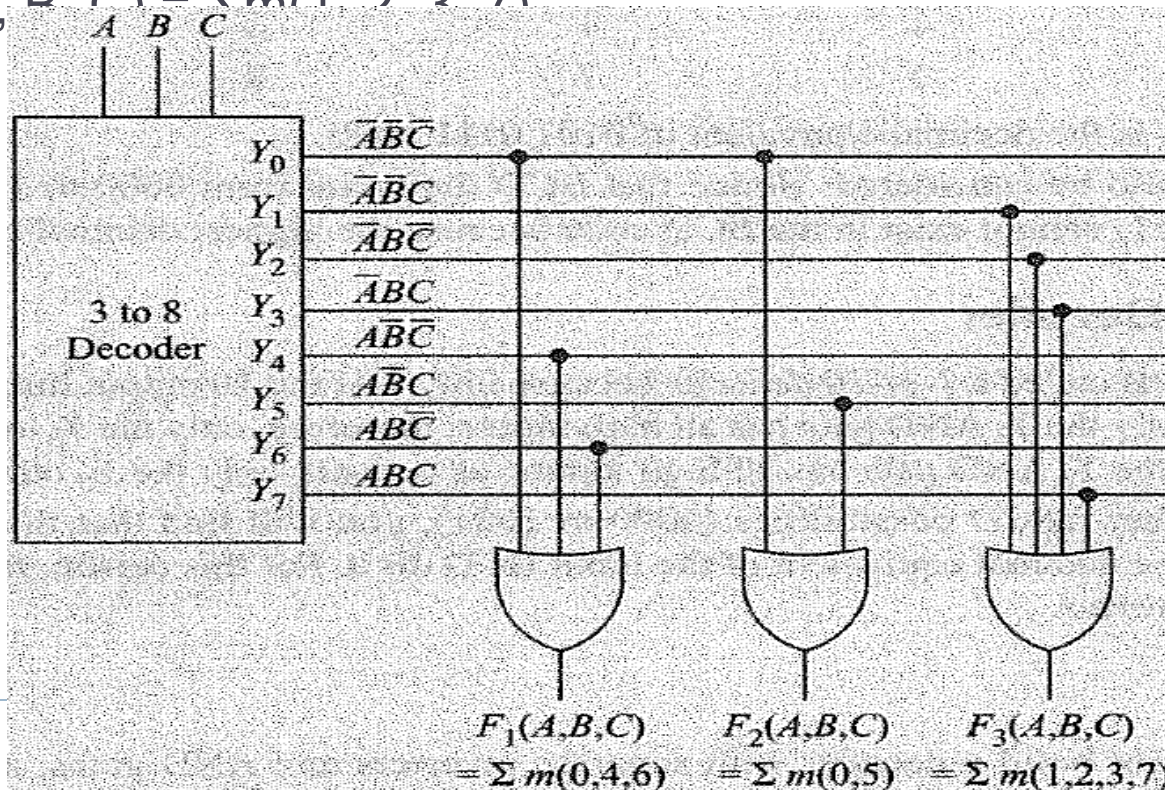 A B C
Y₀ A̅B̅C̅
Y₁ A̅B̅C
Y₂ A̅BC̅
Y₃ A̅BC
3 to 8
Decoder
Y₄ AB̅C̅
Y₅ AB̅C
Y₆ ABC̅
Y₇ ABC
F₁(A,B,C) F₂(A,B,C) F₃(A,B,C)
= Σ m(0,4,6) = Σ m(0,5) = Σ m(1,2,3,7)